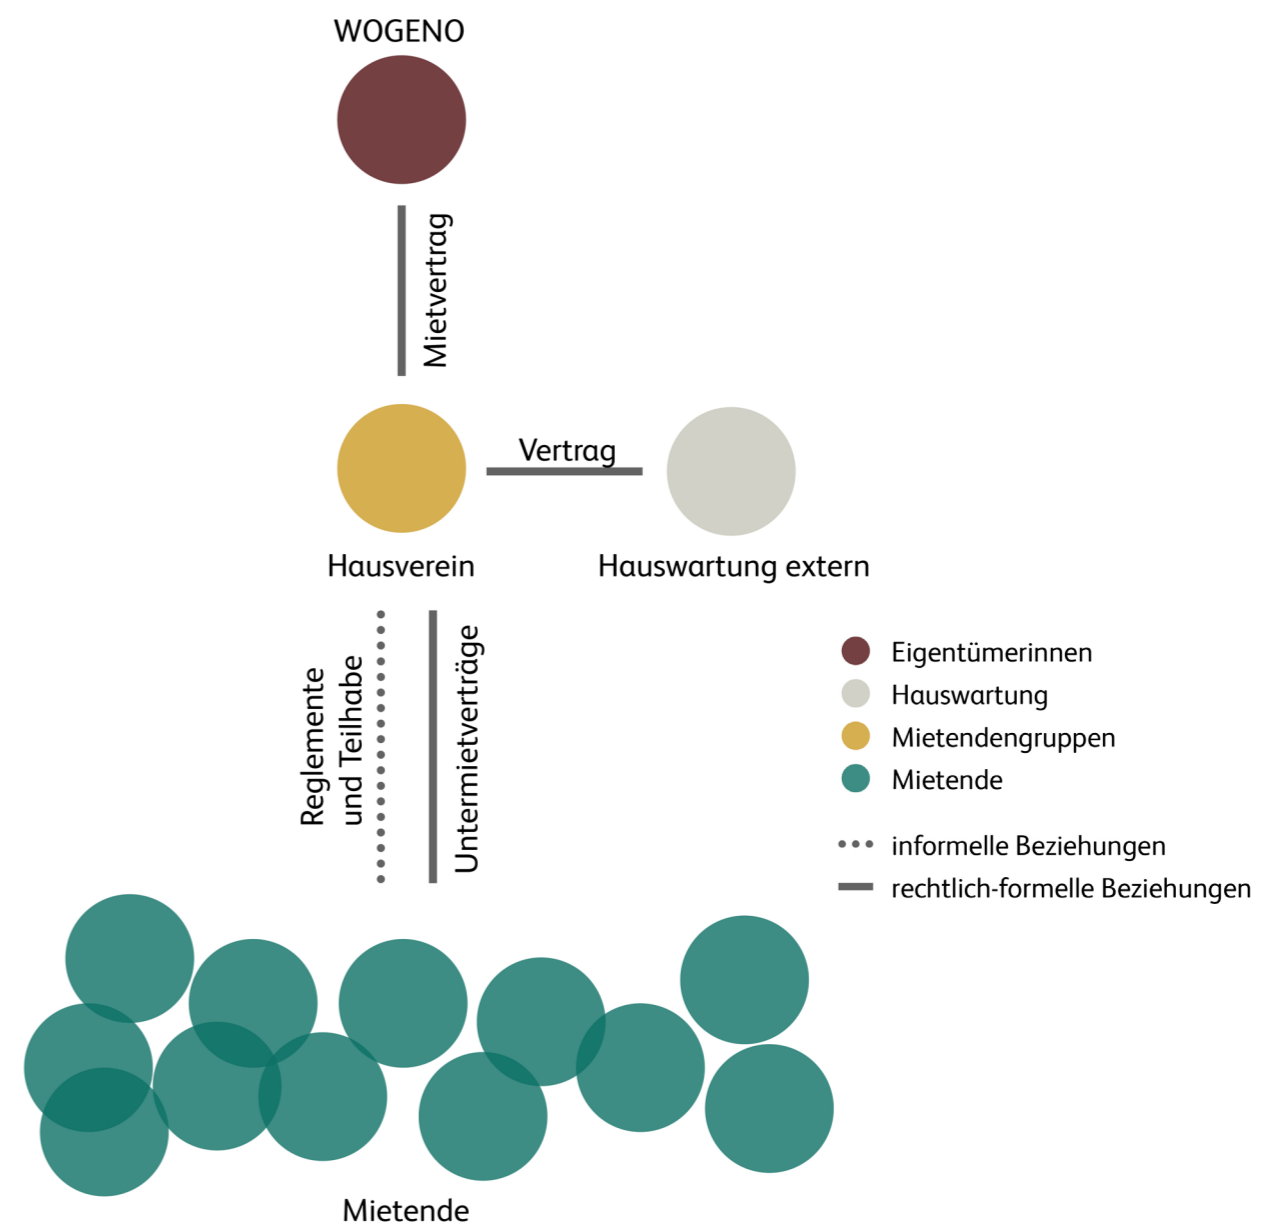 WOGENO
Mietvertrag
Vertrag
Hausverein
Hauswartung extern
Reglemente
und Teilhabe
Untermietverträge
Eigentümerinnen
Hauswartung
Mietendengruppen
Mietende
informelle Beziehungen
rechtlich-formelle Beziehungen
Mietende